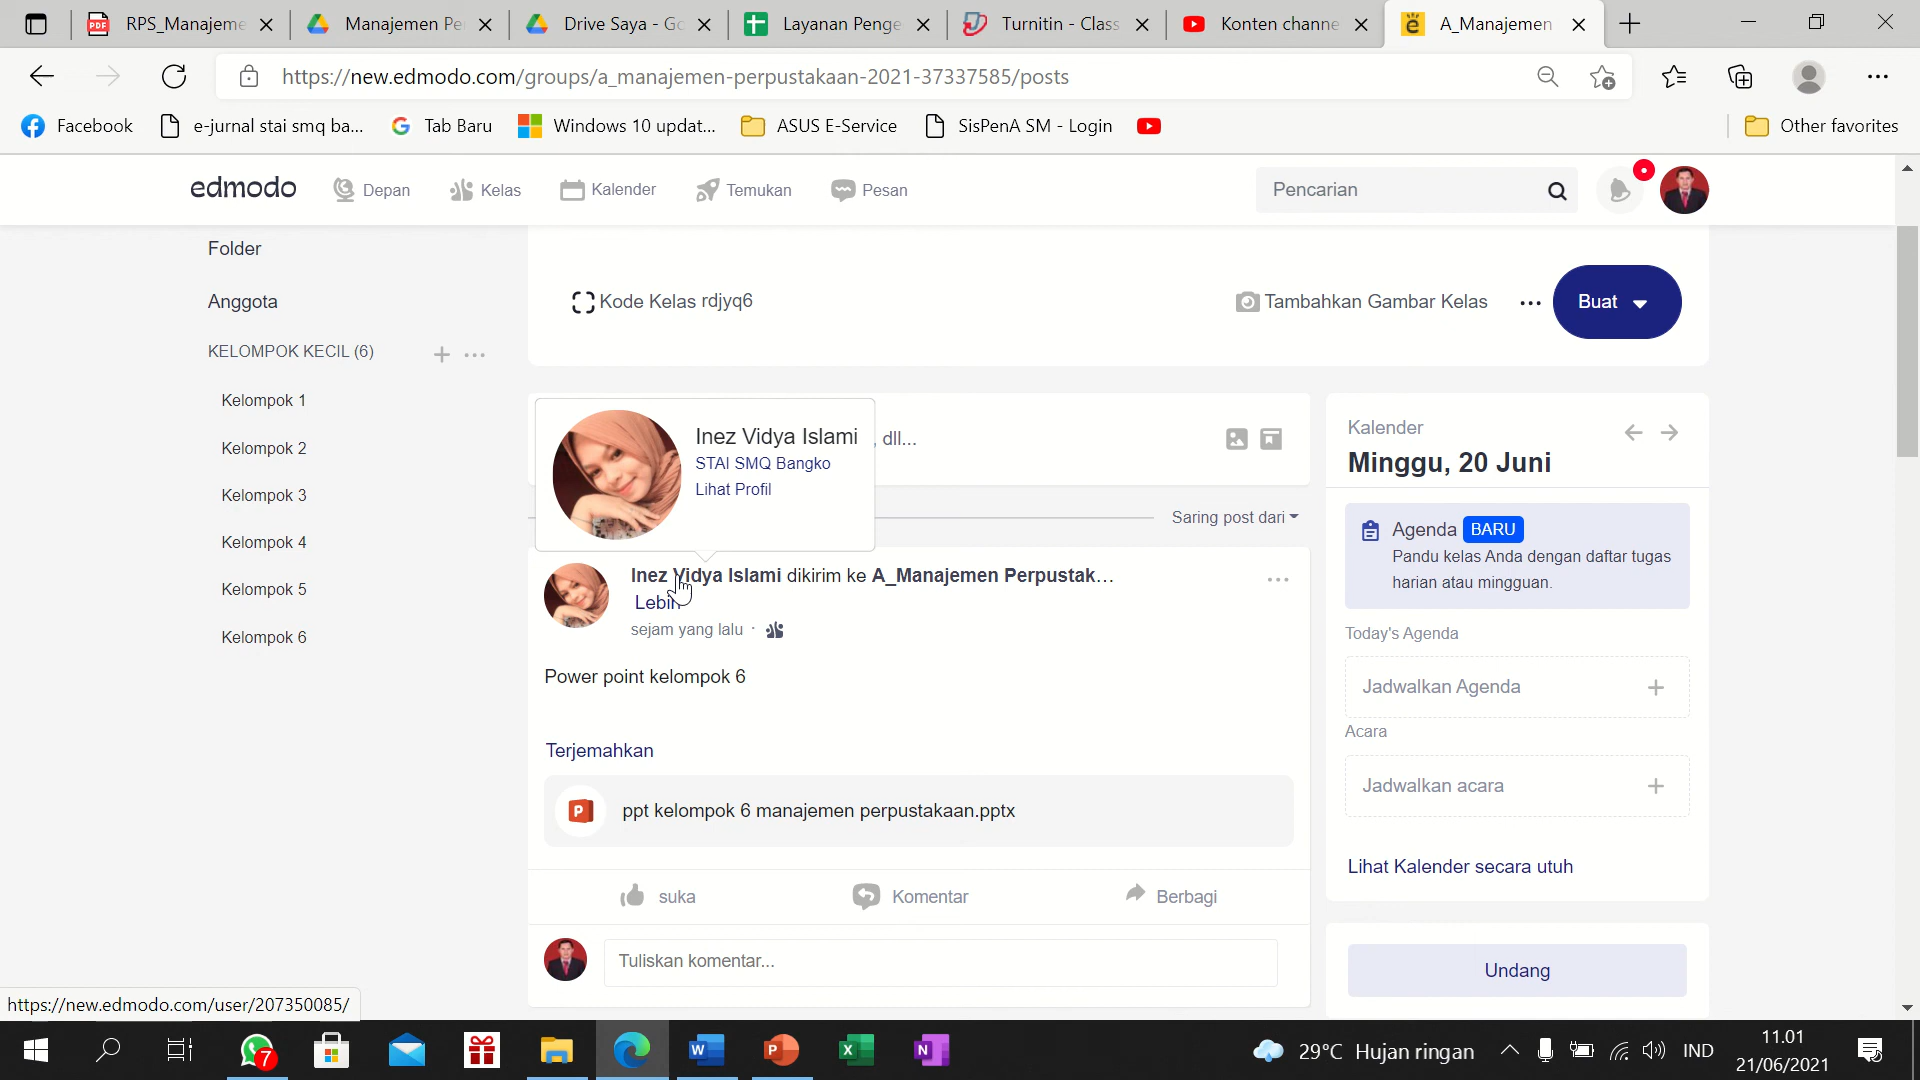 RPS_Manajeme
Manajemen Pe
Drive Saya - Go
Layanan Penge
Turnitin - Class
Konten channe
A_Manajemen
https://new.edmodo.com/groups/a_manajemen-perpustakaan-2021-37337585/posts
Facebook
e-jurnal stai smq ba...
Tab Baru
Windows 10 updat...
ASUS E-Service
SisPenA SM - Login
Other favorites
edmodo
Depan
Kelas
Kalender
Temukan
Pesan
Pencarian
Folder
Anggota
KELOMPOK KECIL (6)
Kelompok 1
Kelompok 2
Kelompok 3
Kelompok 4
Kelompok 5
Kelompok 6
Kode Kelas rdjyq6
Tambahkan Gambar Kelas
Buat
, dll...
Inez Vidya Islami
STAI SMQ Bangko
Lihat Profil
Saring post dari
Inez Vidya Islami dikirim ke A_Manajemen Perpustak...
sejam yang lalu ·
Power point kelompok 6
Terjemahkan
ppt kelompok 6 manajemen perpustakaan.pptx
suka
Komentar
Berbagi
Tuliskan komentar...
Kalender
Minggu, 20 Juni
Agenda BARU
Pandu kelas Anda dengan daftar tugas
harian atau mingguan.
Today's Agenda
Jadwalkan Agenda
Acara
Jadwalkan acara
Lihat Kalender secara utuh
Undang
https://new.edmodo.com/user/207350085/
7
29°C Hujan ringan
IND
11.01
21/06/2021